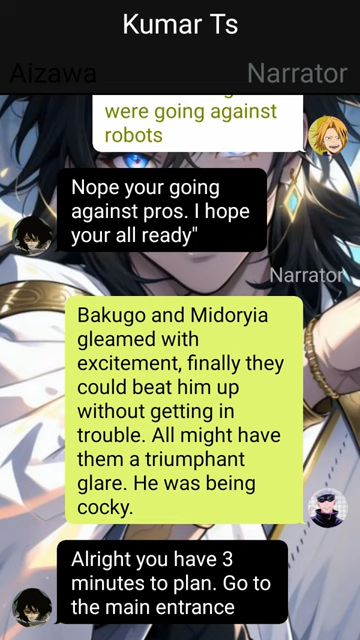 Kumar Ts
Aizawa
Narrator
were going against
robots
Nope your going
against pros. I hope
your all ready"
Narrator
Bakugo and Midoryia
gleamed with
excitement, finally they
could beat him up
without getting in
trouble. All might have
them a triumphant
glare. He was being
cocky.
Alright you have 3
minutes to plan. Go to
the main entrance